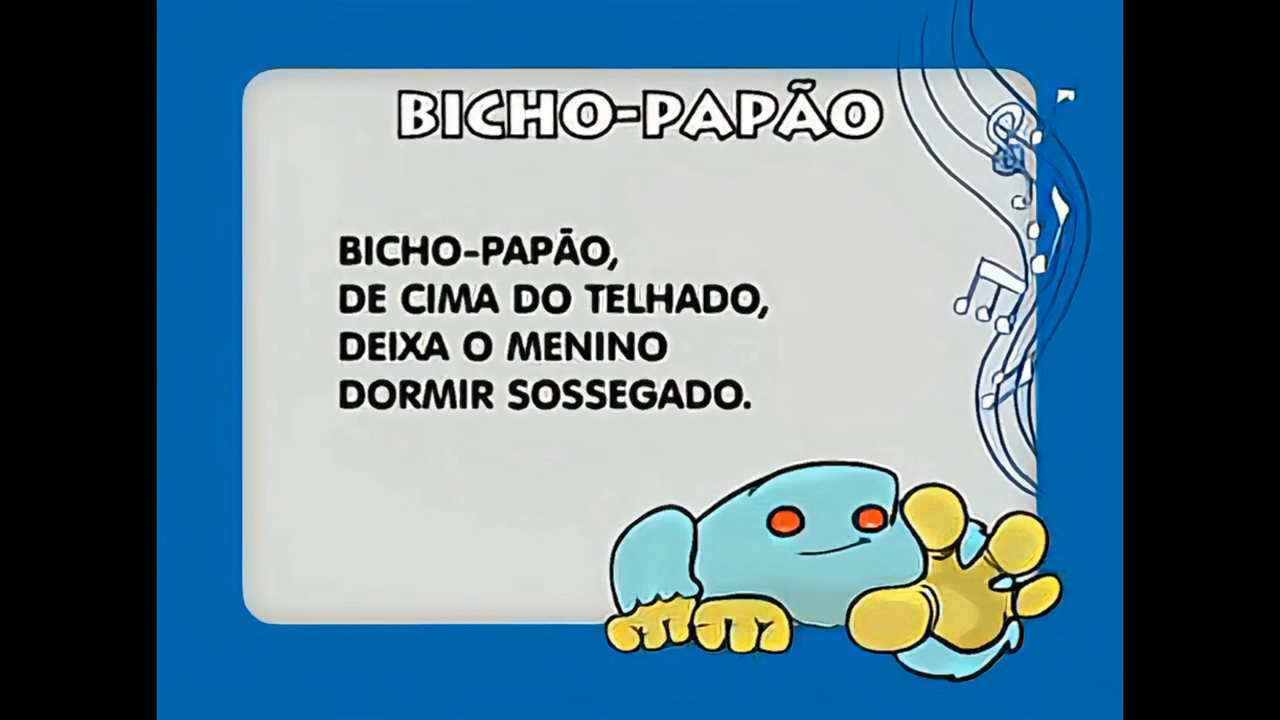 BICHO-PAPÃO
BICHO-PAPÃO,
DE CIMA DO TELHADO,
DEIXA O MENINO
DORMIR SOSSEGADO.